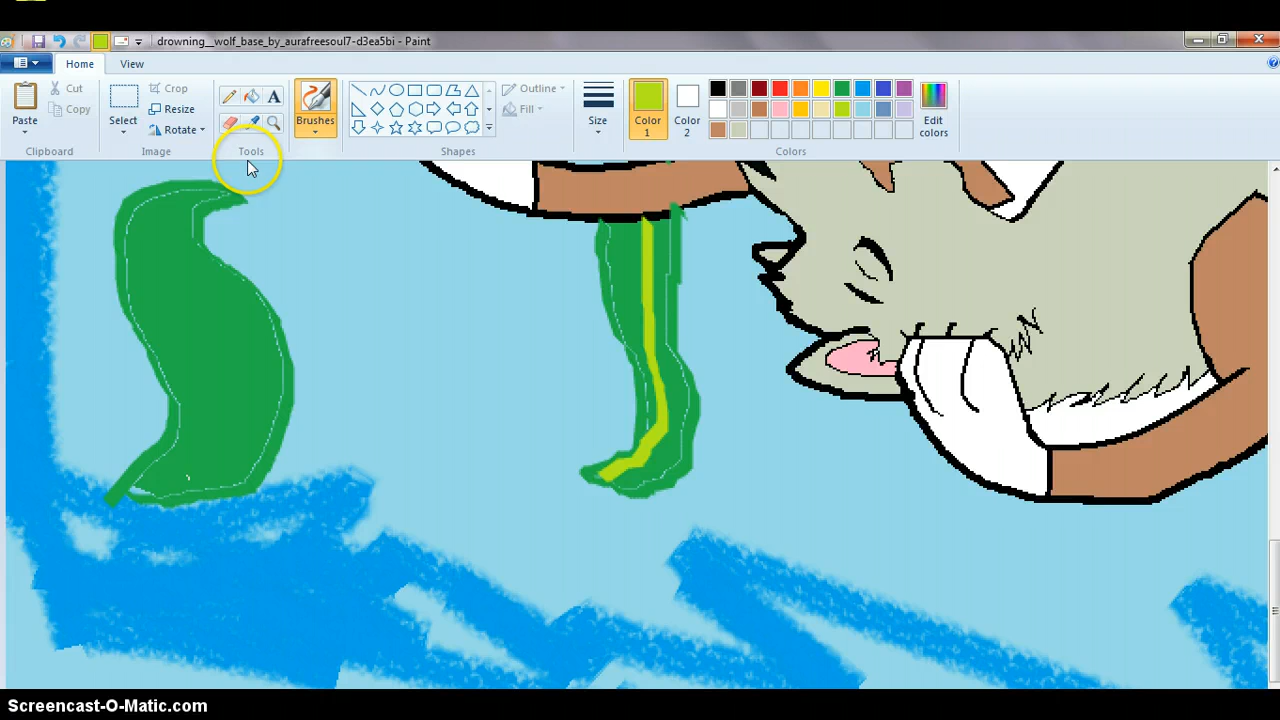 drowning__wolf_base_by_aurafreesoul7-d3ea5bi - Paint
Home View
Paste
Cut
Copy
Clipboard
Select
Crop
Resize
Rotate
Image
A
Tools
Brushes
Shapes
Outline
Fill
Size
Color
1
Color
2
Edit
colors
Colors
Screencast-O-Matic.com